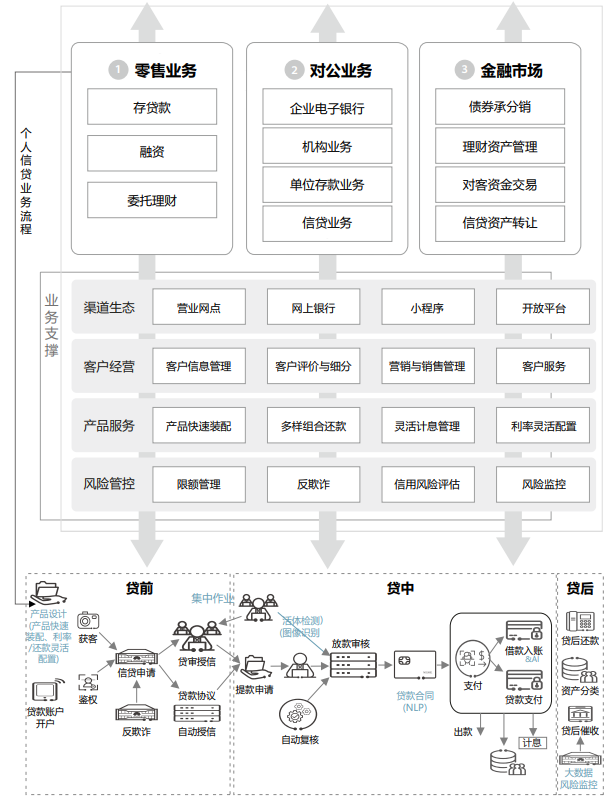 1 零售业务
存贷款
融资
委托理财
2 对公业务
企业电子银行
机构业务
单位存款业务
信贷业务
3 金融市场
债券承分销
理财资产管理
对客资金交易
信贷资产转让
个人信贷业务流程
业务支撑
渠道生态
营业网点
网上银行
小程序
开放平台
客户经营
客户信息管理
客户评价与细分
营销与销售管理
客户服务
产品服务
产品快速装配
多样组合还款
灵活计息管理
利率灵活配置
风险管控
限额管理
反欺诈
信用风险评估
风险监控
贷前
产品设计
(产品快速
装配、利率
/还款灵活
配置)
贷款账户
开户
获客
鉴权
信贷申请
反欺诈
贷审授信
贷款协议
自动授信
集中作业
贷中
活体检测)
(图像识别
提款申请
自动复核
放款审核
贷款合同
(NLP)
支付
借款入账
&AI
贷款支付
出款
计息
贷后
贷后还款
资产分类
贷后催收
大数据
风险监控